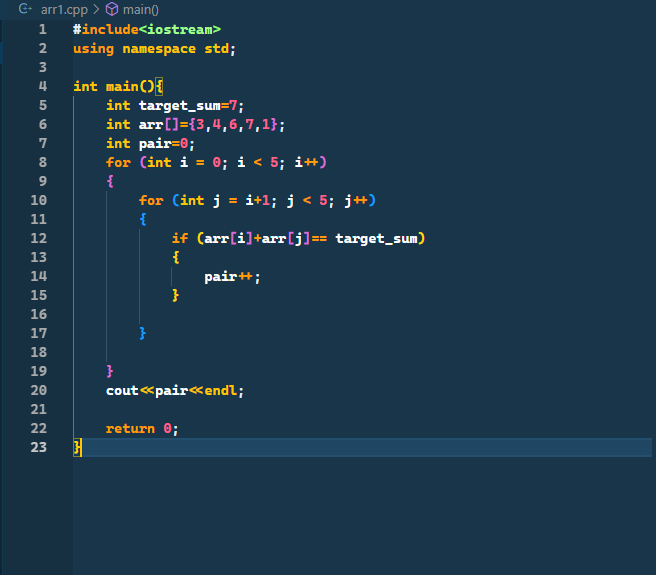 arr1.cpp > main()
1 #include<iostream>
2 using namespace std;
3
4 int main(){
5     int target_sum=7;
6     int arr[]={3,4,6,7,1};
7     int pair=0;
8     for (int i = 0; i < 5; i++)
9     {
10         for (int j = i+1; j < 5; j++)
11         {
12             if (arr[i]+arr[j]== target_sum)
13             {
14                 pair++;
15             }
16
17         }
18
19     }
20     cout<<pair<<endl;
21
22     return 0;
23 }